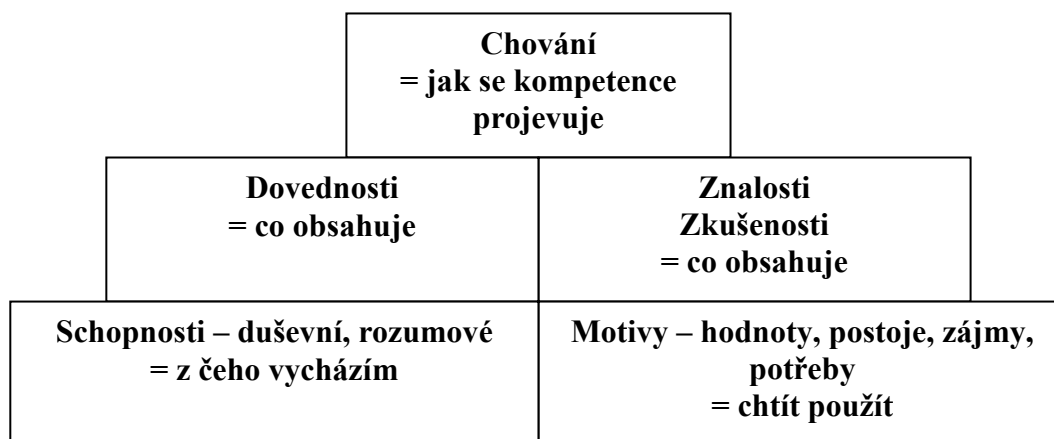 Chování
= jak se kompetence
projevuje
Dovednosti
= co obsahuje
Znalosti
Zkušenosti
= co obsahuje
Schopnosti – duševní, rozumové
= z čeho vycházím
Motivy – hodnoty, postoje, zájmy,
potřeby
= chtít použít